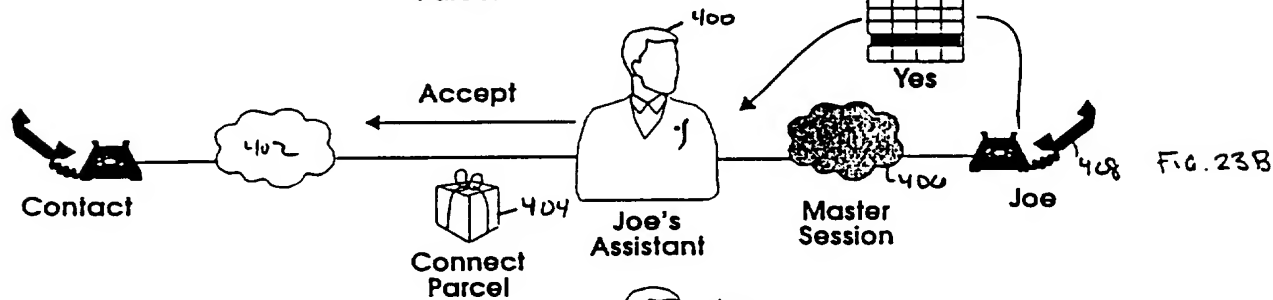 400
Yes
Accept
402
408
FIG. 23B
406
Contact
404
Joe's
Assistant
Master
Session
Joe
Connect
Parcel